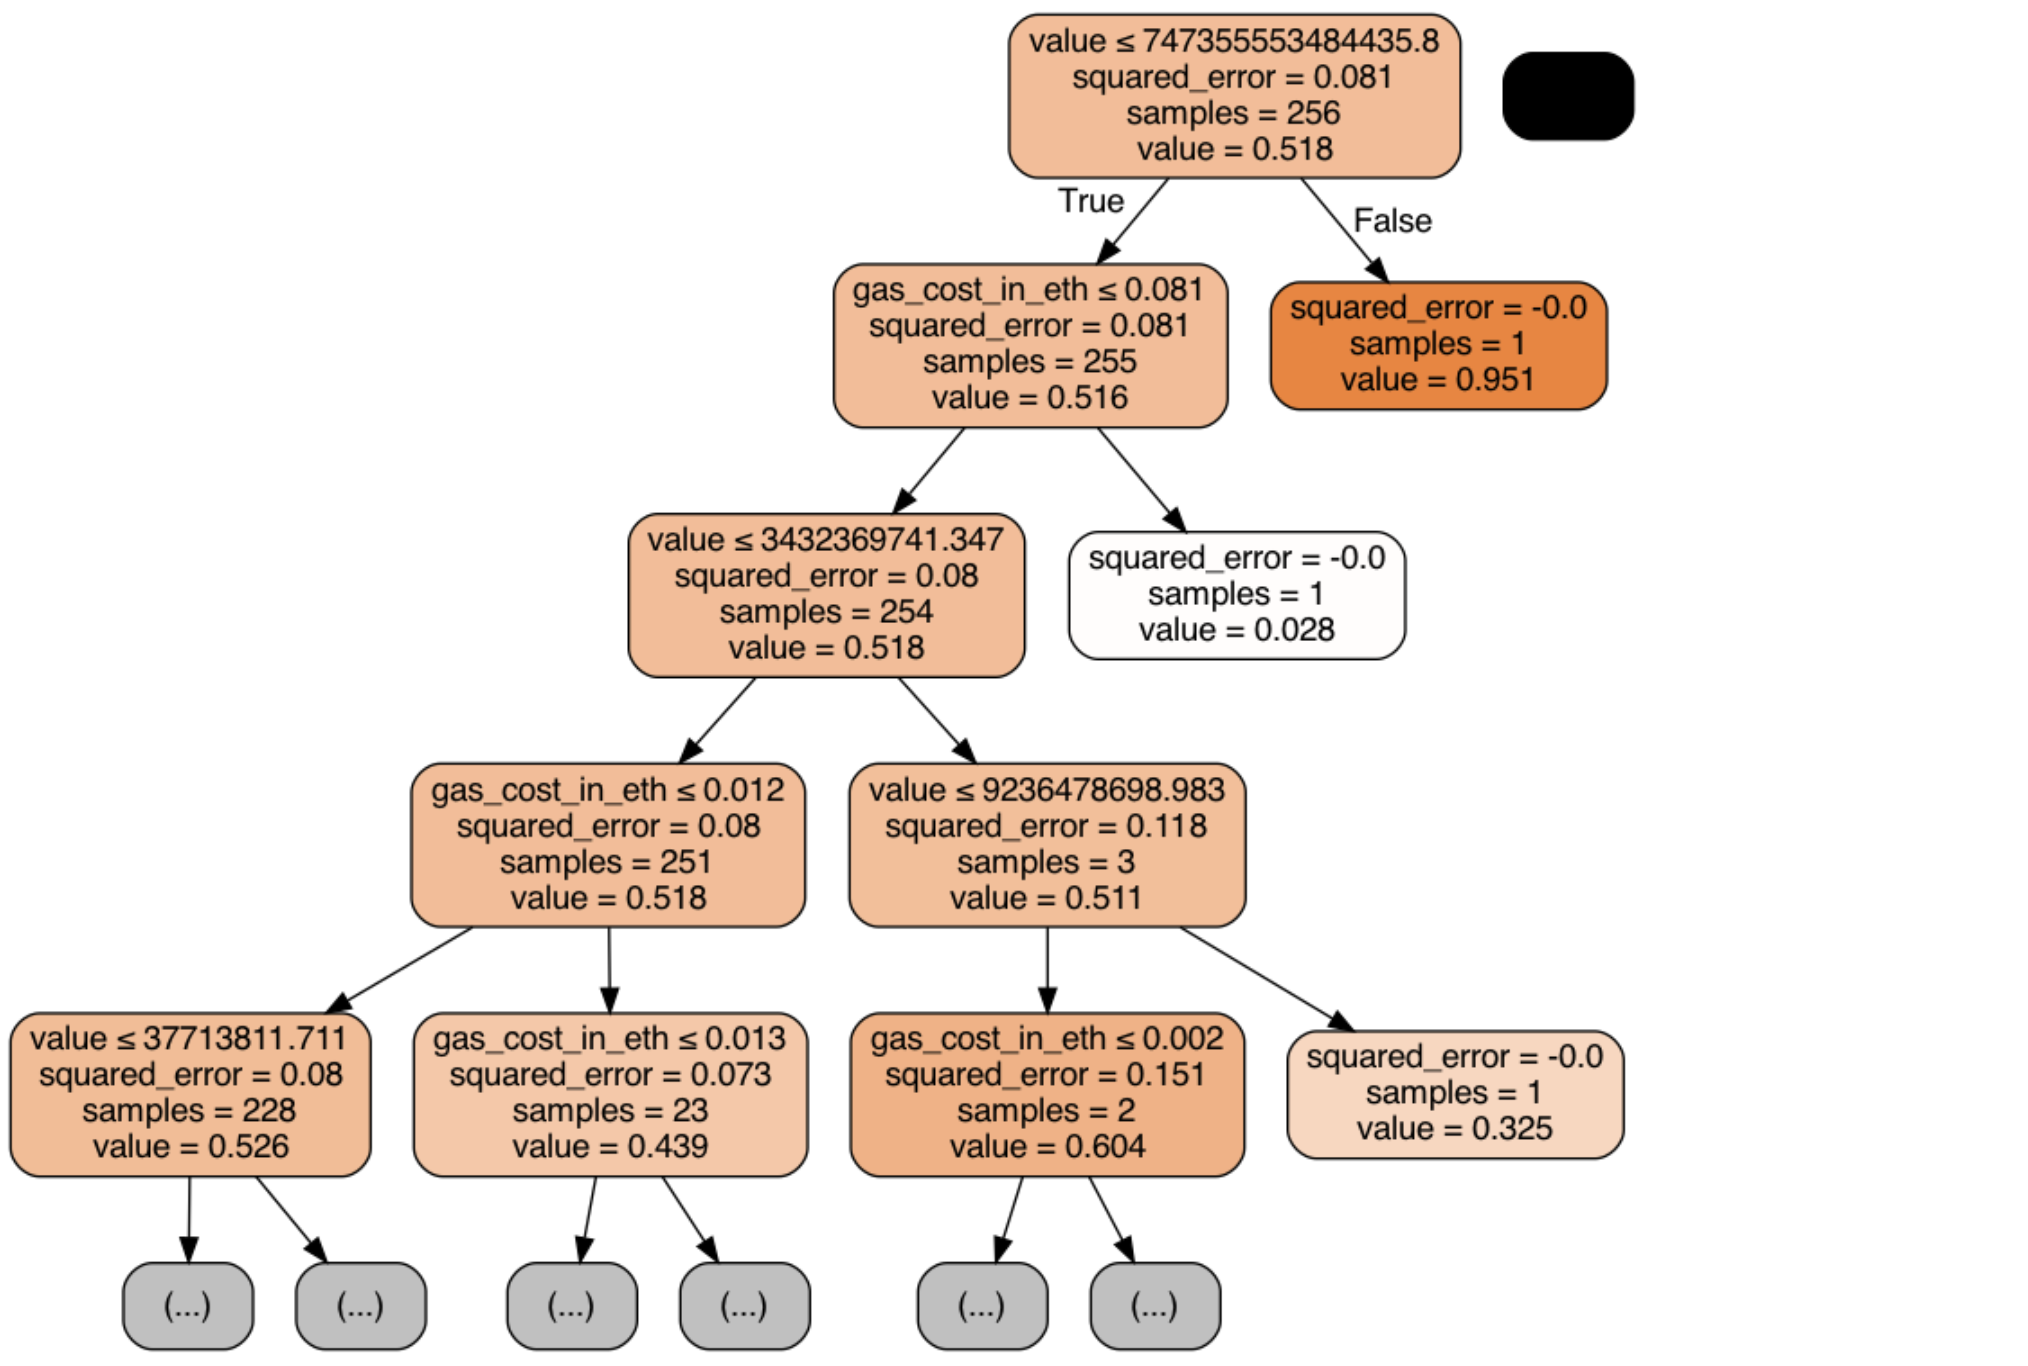 value ≤ 747355553484435.8
squared_error = 0.081
samples = 256
value = 0.518
True
False
gas_cost_in_eth ≤ 0.081
squared_error = 0.081
samples = 255
value = 0.516
squared_error = -0.0
samples = 1
value = 0.951
value ≤ 3432369741.347
squared_error = 0.08
samples = 254
value = 0.518
squared_error = -0.0
samples = 1
value = 0.028
gas_cost_in_eth ≤ 0.012
squared_error = 0.08
samples = 251
value = 0.518
value ≤ 9236478698.983
squared_error = 0.118
samples = 3
value = 0.511
value ≤ 37713811.711
squared_error = 0.08
samples = 228
value = 0.526
gas_cost_in_eth ≤ 0.013
squared_error = 0.073
samples = 23
value = 0.439
gas_cost_in_eth ≤ 0.002
squared_error = 0.151
samples = 2
value = 0.604
squared_error = -0.0
samples = 1
value = 0.325
(...)
(...)
(...)
(...)
(...)
(...)